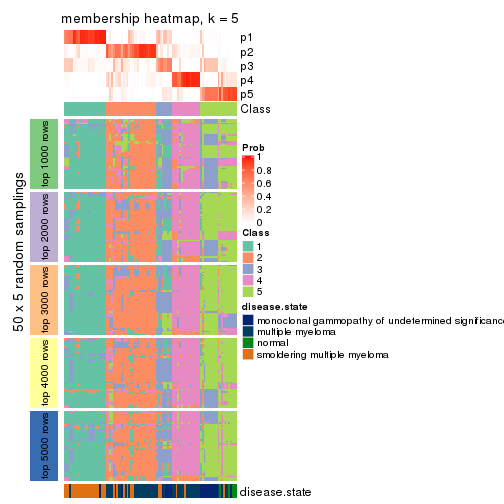 membership heatmap, k = 5
p1
p2
p3
p4
p5
Class
50 x 5 random samplings
top 1000 rows
top 2000 rows
top 3000 rows
top 4000 rows
top 5000 rows
Prob
1
0.8
0.6
0.4
0.2
0
Class
1
2
3
4
5
disease.state
monoclonal gammopathy of undetermined significance
multiple myeloma
normal
smoldering multiple myeloma
disease.state